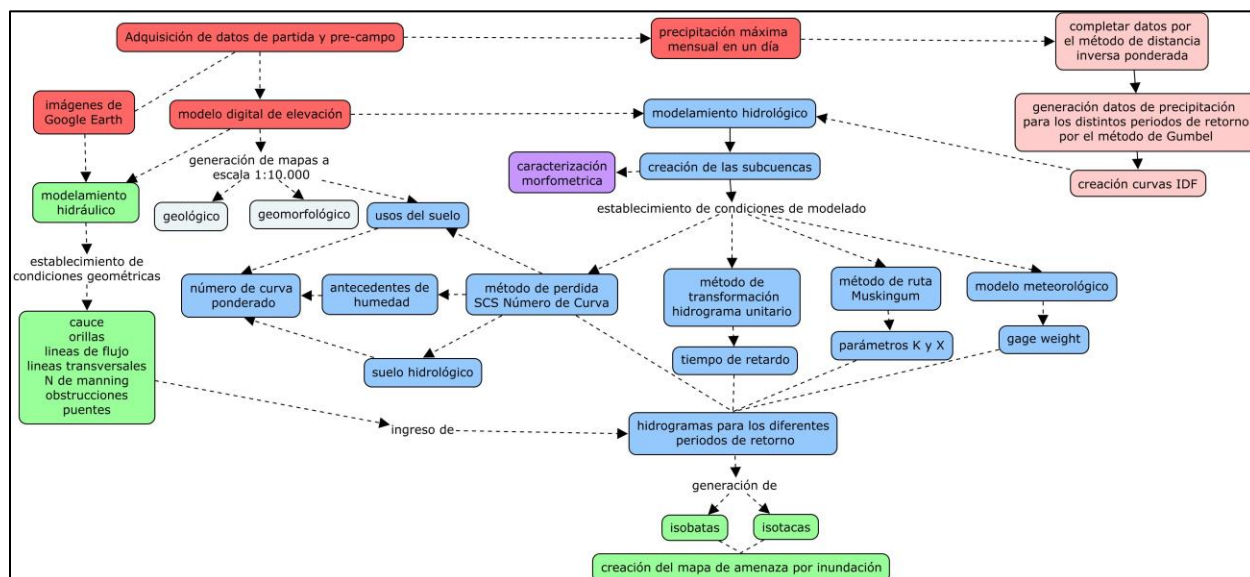 Adquisición de datos de partida y pre-campo
precipitación máxima
mensual en un día
completar datos por
el método de distancia
inversa ponderada
imágenes de
Google Earth
modelo digital de elevación
modelamiento hidrológico
generación datos de precipitación
para los distintos periodos de retorno
por el método de Gumbel
generación de mapas a
escala 1:10.000
caracterización
morfometrica
creación de las subcuencas
creación curvas IDF
modelamiento
hidráulico
geológico
geomorfológico
usos del suelo
establecimiento de condiciones de modelado
establecimiento de
condiciones geométricas
número de curva
ponderado
antecedentes de
humedad
método de perdida
SCS Número de Curva
método de
transformación
hidrograma unitario
método de ruta
Muskingum
modelo meteorológico
cauce
orillas
lineas de flujo
lineas transversales
N de manning
obstrucciones
puentes
suelo hidrológico
tiempo de retardo
parámetros K y X
gage weight
ingreso de
hidrogramas para los diferentes
periodos de retorno
generación de
isobatas
isotacas
creación del mapa de amenaza por inundación